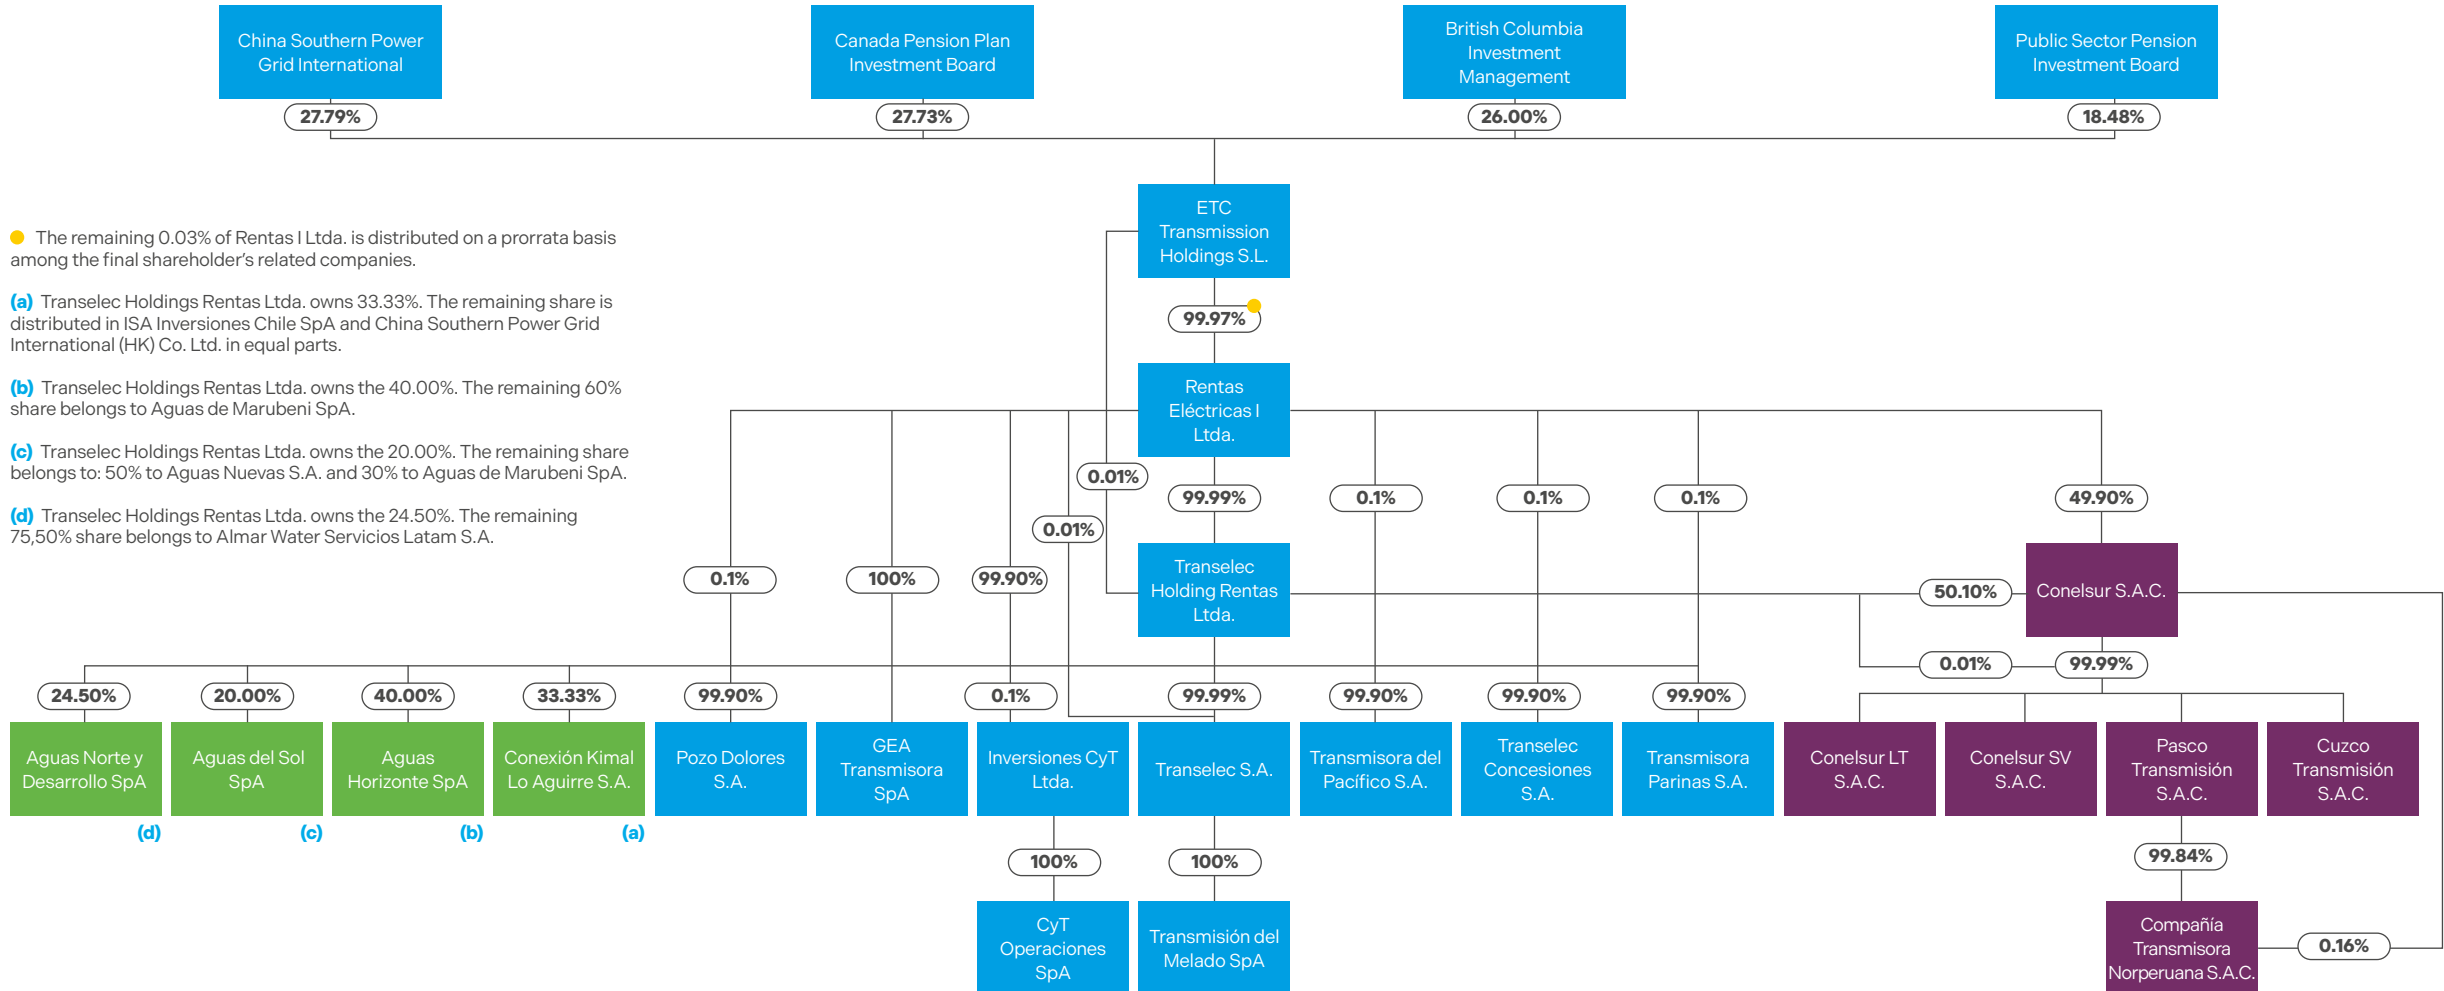 China Southern Power
Grid International
Canada Pension Plan
Investment Board
British Columbia
Investment
Management
Public Sector Pension
Investment Board
27.79%
27.73%
26.00%
18.48%
ETC
Transmission
Holdings S.L.
The remaining 0.03% of Rentas I Ltda. is distributed on a prorrata basis
among the final shareholder's related companies.
(a) Transelec Holdings Rentas Ltda. owns 33.33%. The remaining share is
distributed in ISA Inversiones Chile SpA and China Southern Power Grid
International (HK) Co. Ltd. in equal parts.
(b) Transelec Holdings Rentas Ltda. owns the 40.00%. The remaining 60%
share belongs to Aguas de Marubeni SpA.
(c) Transelec Holdings Rentas Ltda. owns the 20.00%. The remaining share
belongs to: 50% to Aguas Nuevas S.A. and 30% to Aguas de Marubeni SpA.
(d) Transelec Holdings Rentas Ltda. owns the 24.50%. The remaining
75,50% share belongs to Almar Water Servicios Latam S.A.
99.97%
Rentas
Eléctricas I
Ltda.
0.01%
99.99%
0.1%
0.1%
0.1%
49.90%
0.01%
0.1%
100%
99.90%
Transelec
Holding Rentas
Ltda.
50.10%
Conelsur S.A.C.
0.01%
99.99%
24.50%
20.00%
40.00%
33.33%
99.90%
0.1%
99.99%
99.90%
99.90%
99.90%
Aguas Norte y
Desarrollo SpA
Aguas del Sol
SpA
Aguas
Horizonte SpA
Conexión Kimal
Lo Aguirre S.A.
Pozo Dolores
S.A.
GEA
Transmisora
SpA
Inversiones CyT
Ltda.
Transelec S.A.
Transmisora del
Pacífico S.A.
Transelec
Concesiones
S.A.
Transmisora
Parinas S.A.
Conelsur LT
S.A.C.
Conelsur SV
S.A.C.
Pasco
Transmisión
S.A.C.
Cuzco
Transmisión
S.A.C.
(d)
(c)
(b)
(a)
100%
100%
99.84%
CyT
Operaciones
SpA
Transmisión del
Melado SpA
Compañía
Transmisora
Norperuana S.A.C.
0.16%